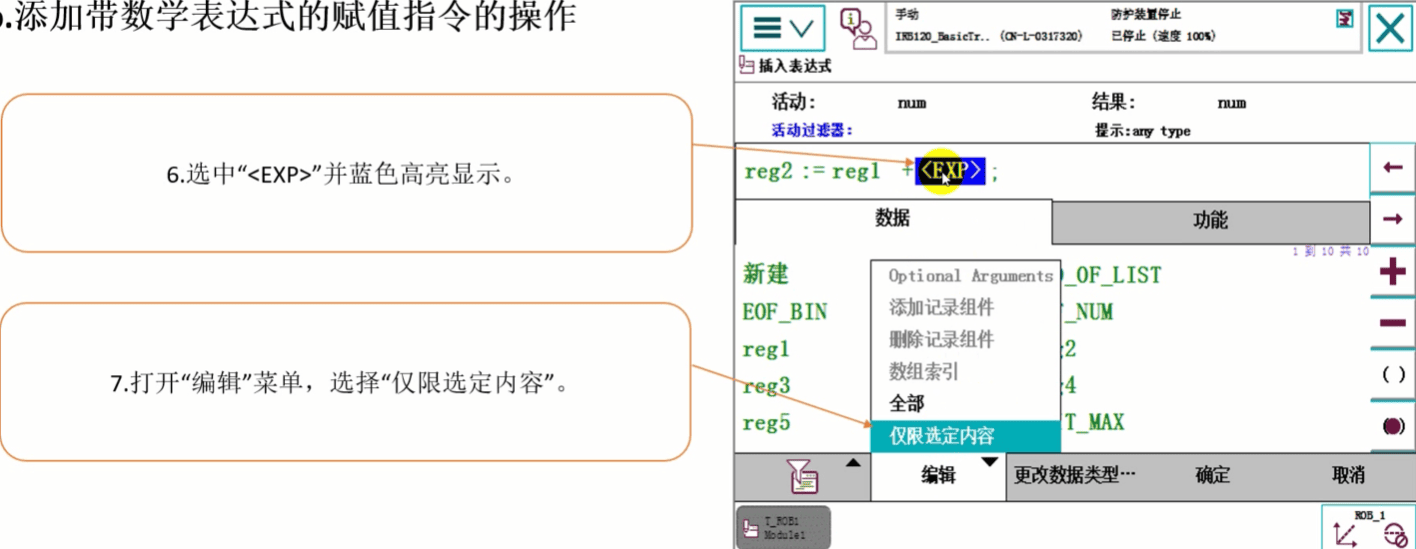 .添加带数学表达式的赋值指令的操作
6.选中“<EXP>”并蓝色高亮显示。
7.打开“编辑”菜单，选择“仅限选定内容”。
手动
防护装置停止
IRB120_BasicTr.. (CN-L-0317320)
已停止 (速度 100%)
插入表达式
活动:
num
结果:
num
活动过滤器:
提示:any type
reg2 := reg1 + <EXP> ;
数据
功能
1 到 10 共 10
新建
_OF_LIST
EOF_BIN
_NUM
reg1
2
reg3
4
reg5
T_MAX
Optional Arguments
添加记录组件
删除记录组件
数组索引
全部
仅限选定内容
( )
编辑
更改数据类型…
确定
取消
T_ROB1
Module1
ROB_1